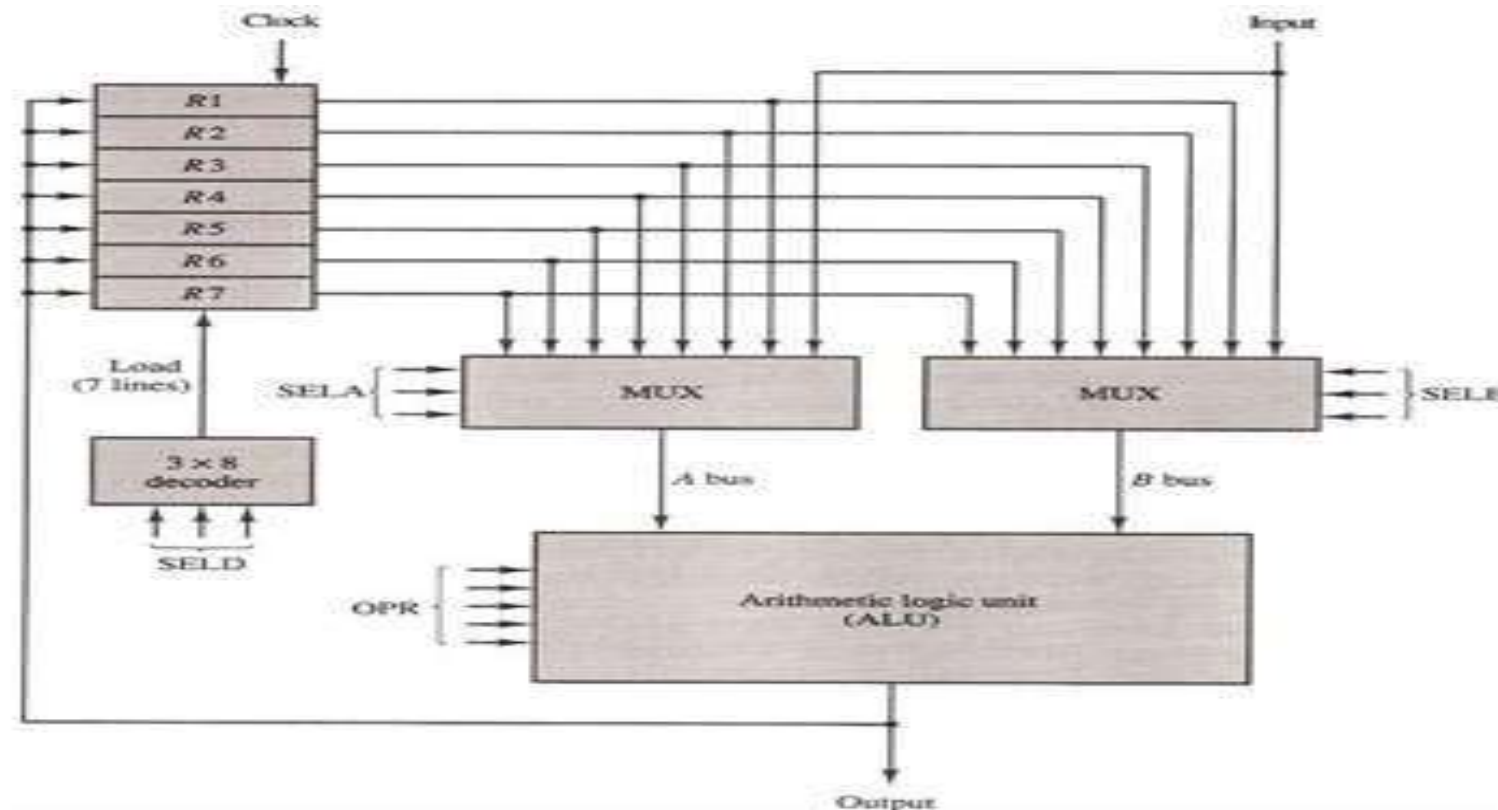 Clock
Input
R1
R2
R3
R4
R5
R6
R7
Load
(7 lines)
SELA
MUX
MUX
3 × 8
decoder
A bus
B bus
SELD
OPR
Arithmetic logic unit
(ALU)
Output